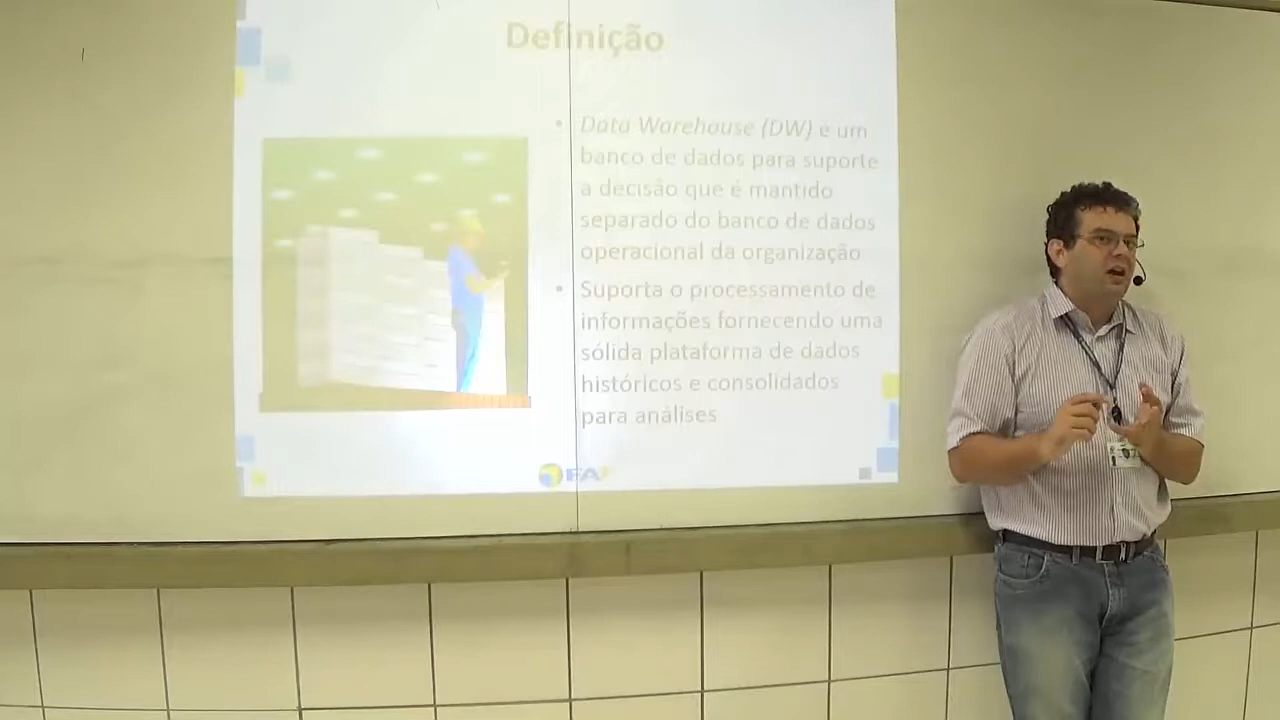 Definição
• Data Warehouse (DW) é um
banco de dados para suporte
a decisão que é mantido
separado do banco de dados
operacional da organização
• Suporta o processamento de
informações fornecendo uma
sólida plataforma de dados
históricos e consolidados
para análises